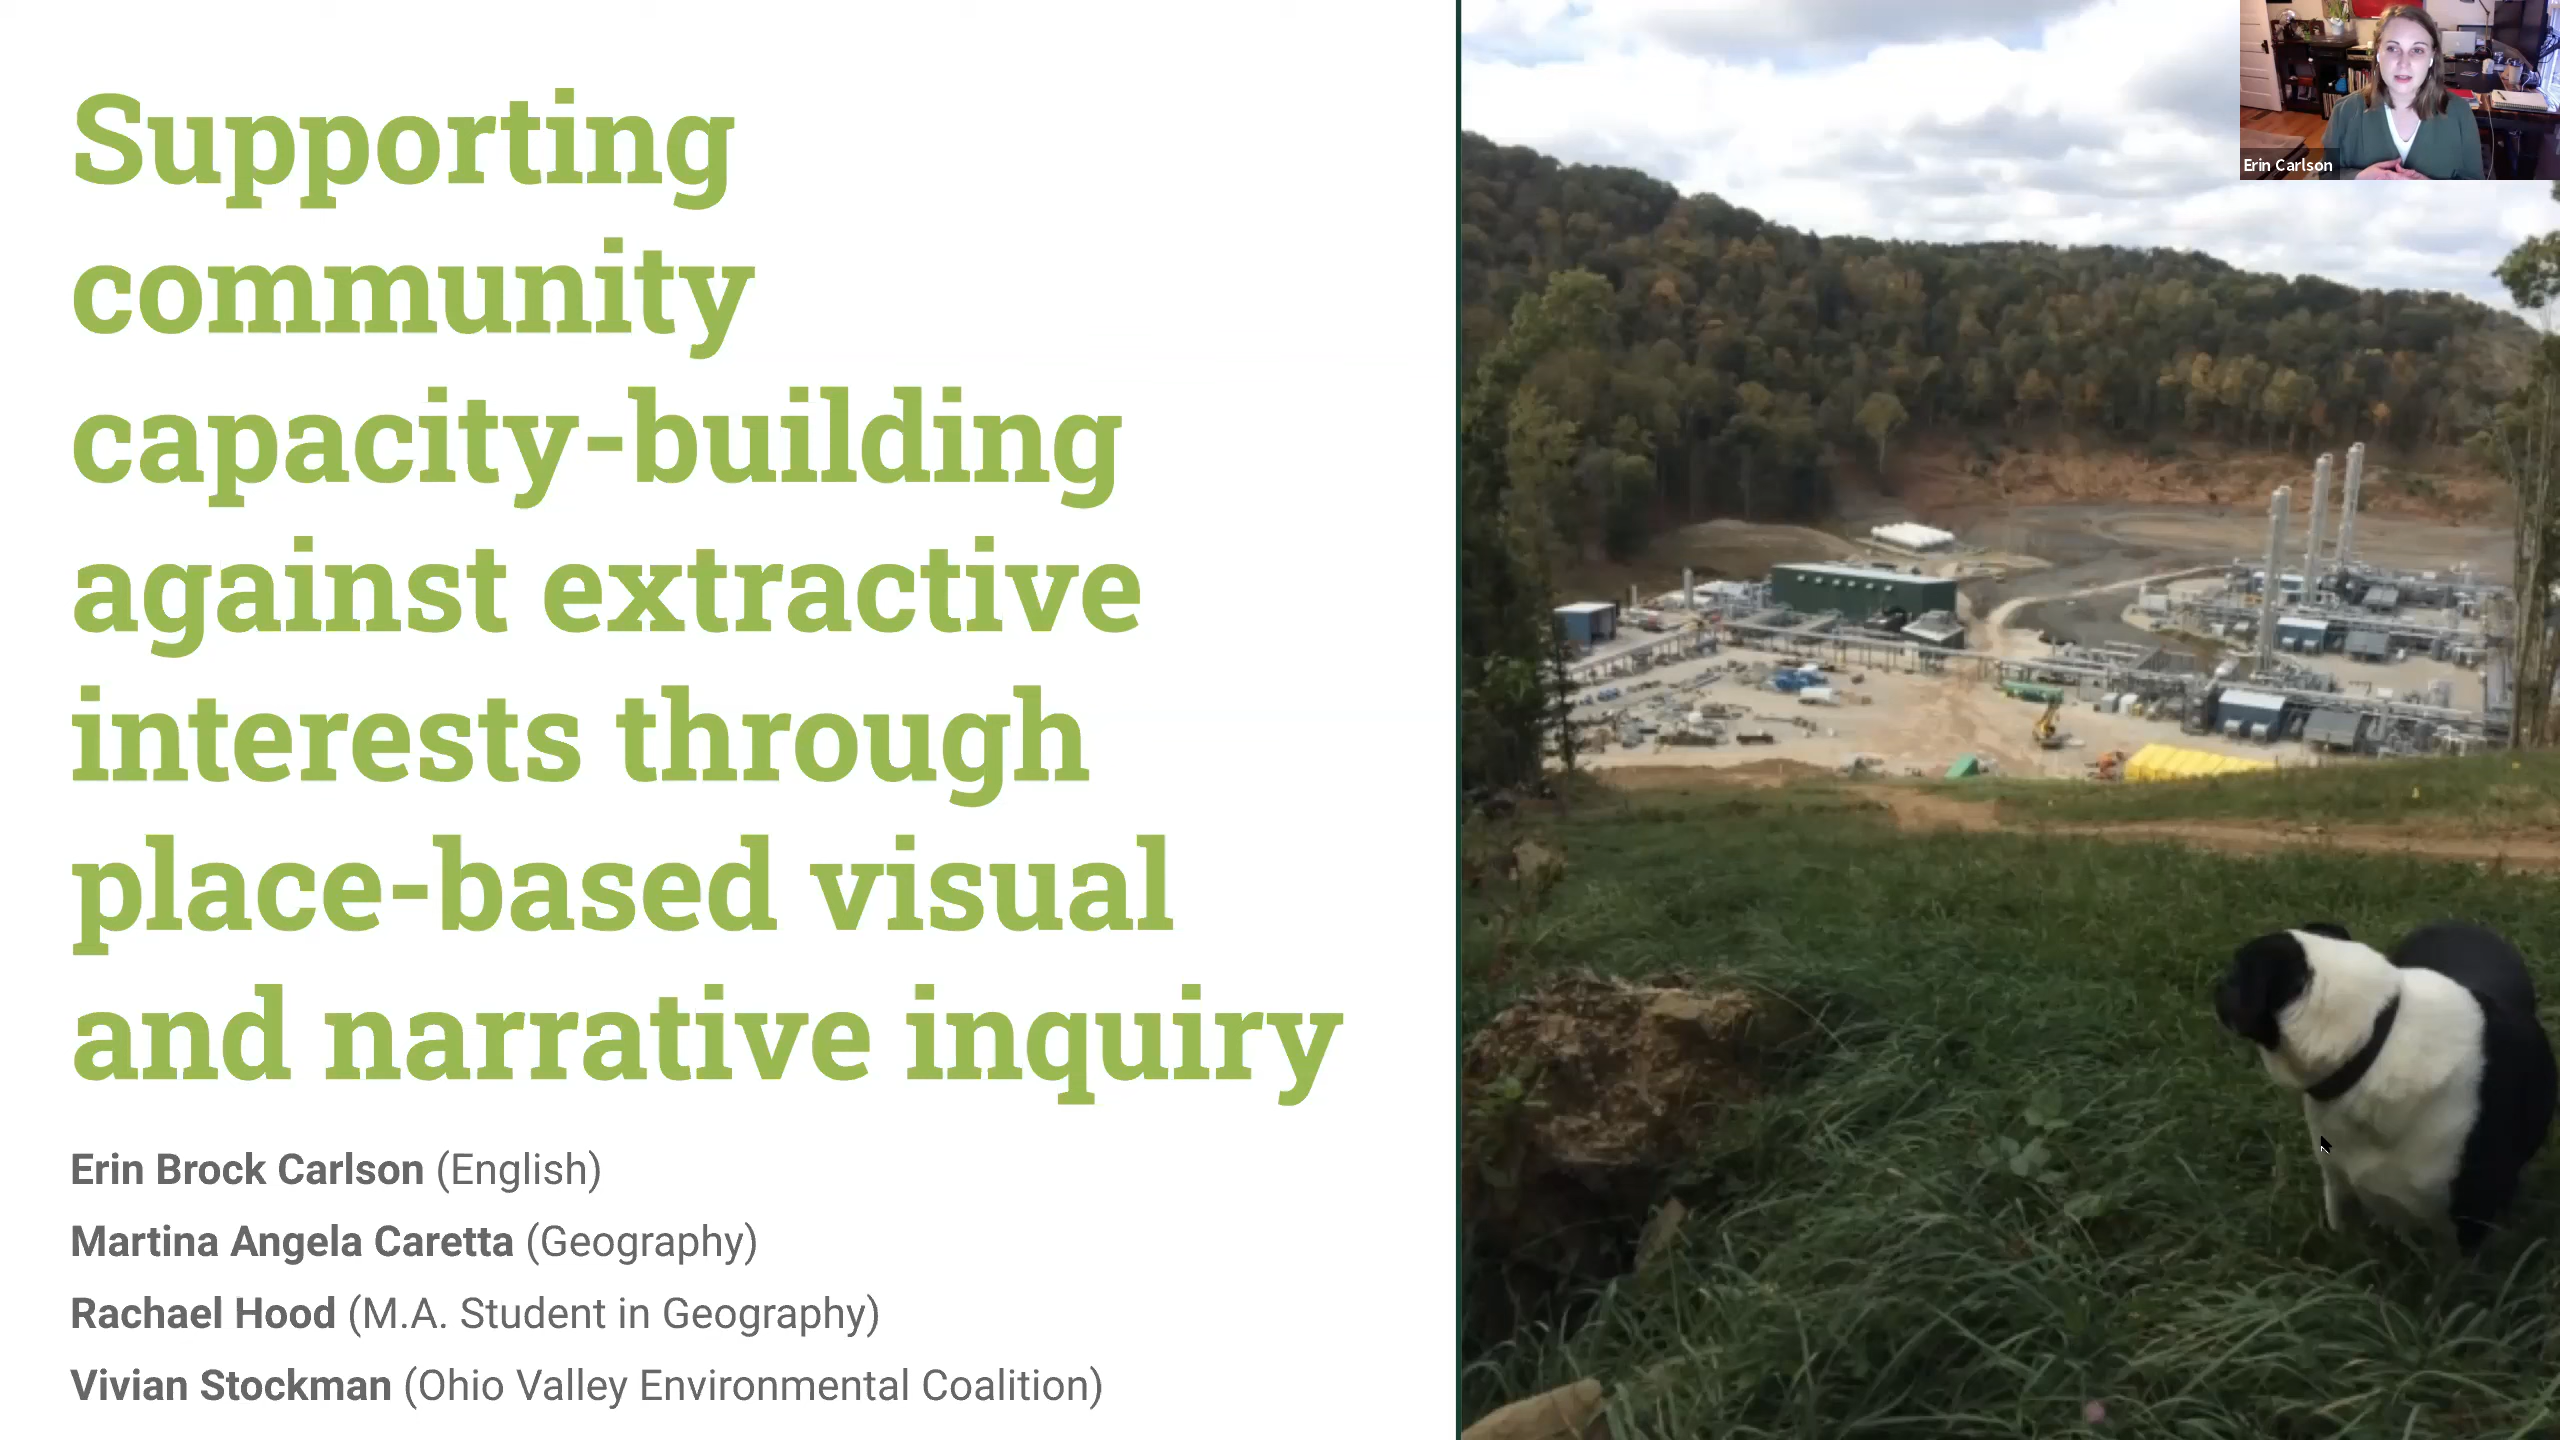 Supporting
community
capacity-building
against extractive
interests through
place-based visual
and narrative inquiry
Erin Brock Carlson (English)
Martina Angela Caretta (Geography)
Rachael Hood (M.A. Student in Geography)
Vivian Stockman (Ohio Valley Environmental Coalition)
Erin Carlson